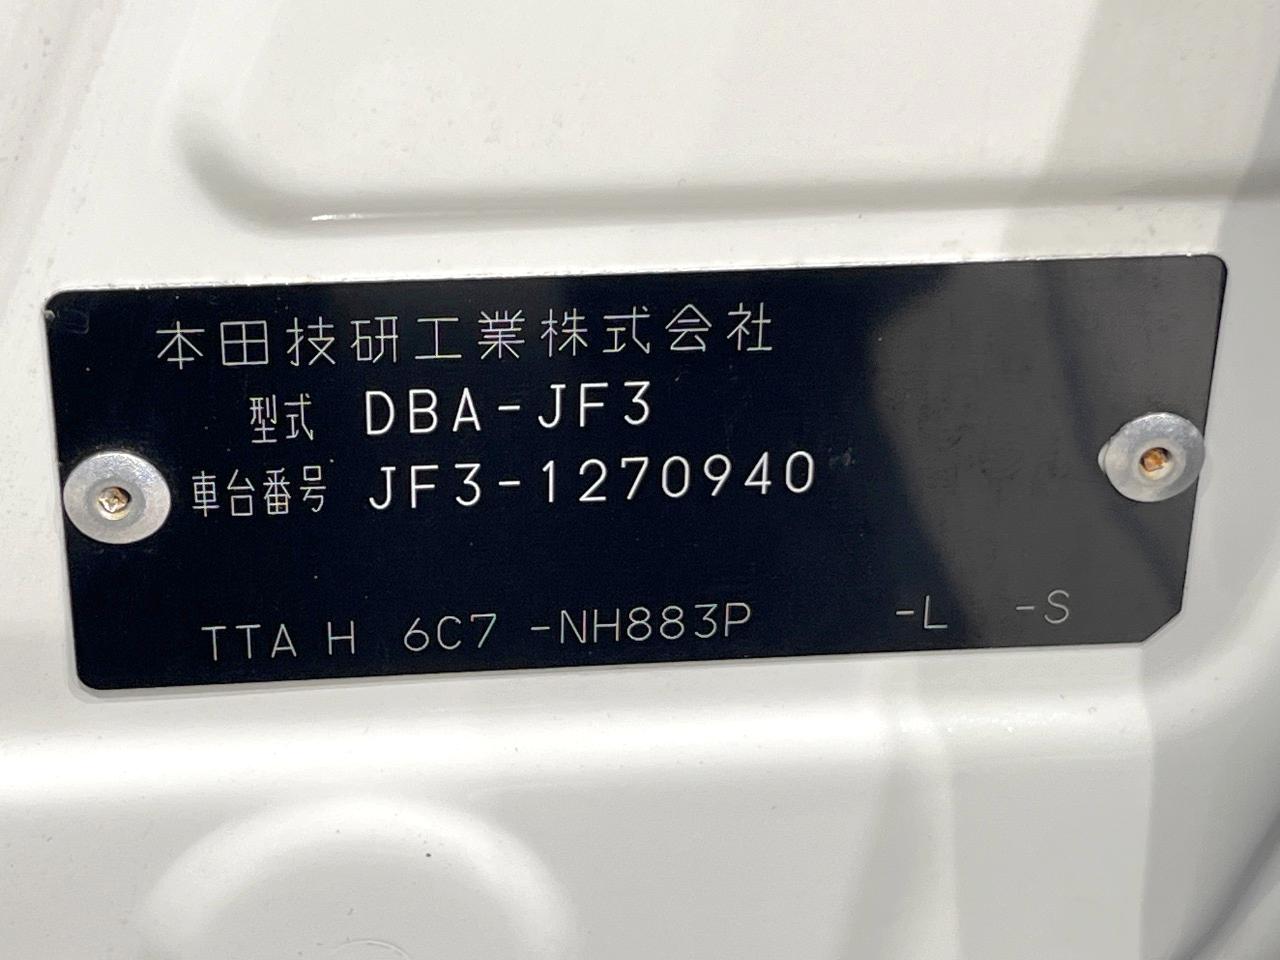 本田技研工業株式会社
型式 DBA-JF3
車台番号 JF3-1270940
TTA H 6C7 -NH883P -L -S